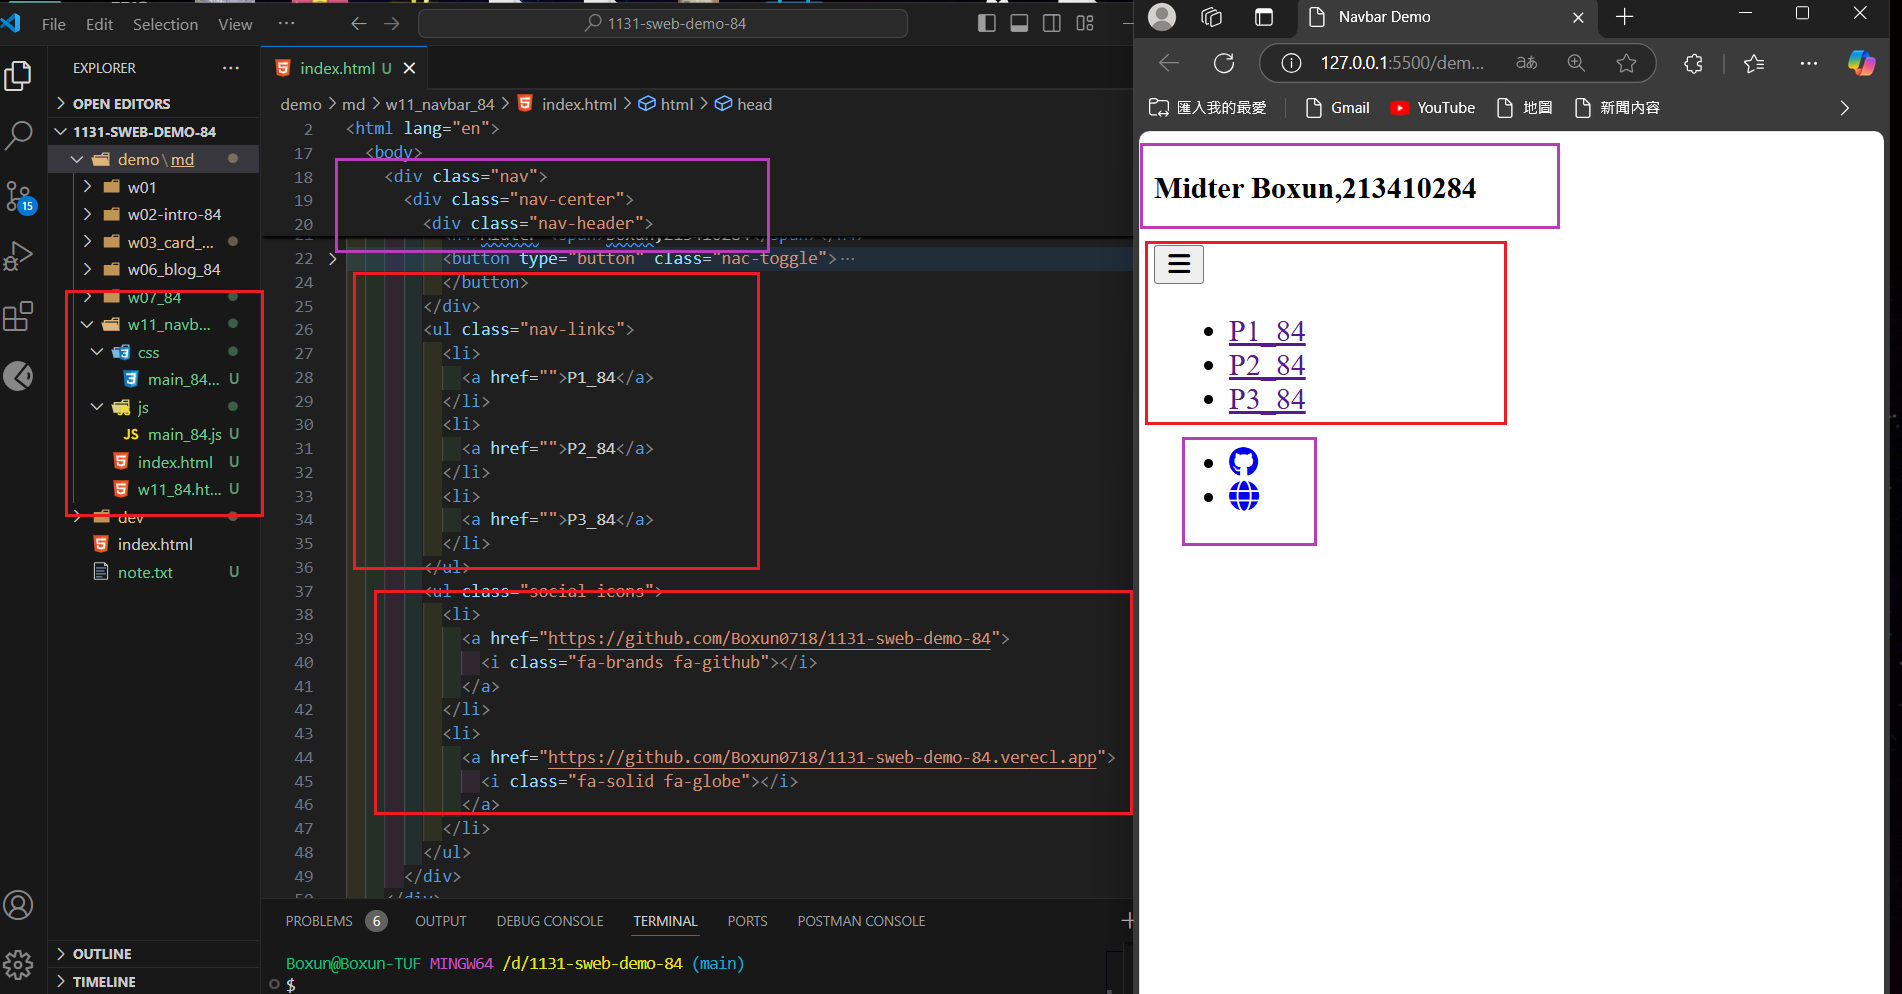 File Edit Selection View ···
1131-sweb-demo-84
EXPLORER ···
OPEN EDITORS
1131-SWEB-DEMO-84
demo\md
w01
w02-intro-84
w03_card_...
w06_blog_84
w07_84
w11_navb...
css
main_84... U
js
JS main_84.js U
index.html U
w11_84.ht... U
dev
index.html
note.txt U
OUTLINE
TIMELINE
15
index.html U
demo > md > w11_navbar_84 > index.html > html > head
2 <html lang="en">
17 <body>
18 <div class="nav">
19 <div class="nav-center">
20 <div class="nav-header">
22 <button type="button" class="nac-toggle">···
24 </button>
25 </div>
26 <ul class="nav-links">
27 <li>
28 <a href="">P1_84</a>
29 </li>
30 <li>
31 <a href="">P2_84</a>
32 </li>
33 <li>
34 <a href="">P3_84</a>
35 </li>
36 </ul>
37 <ul class="social-icons">
38 <li>
39 <a href="https://github.com/Boxun0718/1131-sweb-demo-84">
40 <i class="fa-brands fa-github"></i>
41 </a>
42 </li>
43 <li>
44 <a href="https://github.com/Boxun0718/1131-sweb-demo-84.verecl.app">
45 <i class="fa-solid fa-globe"></i>
46 </a>
47 </li>
48 </ul>
49 </div>
50 </div>
PROBLEMS 6 OUTPUT DEBUG CONSOLE TERMINAL PORTS POSTMAN CONSOLE
Boxun@Boxun-TUF MINGW64 /d/1131-sweb-demo-84 (main)
$
Navbar Demo
127.0.0.1:5500/dem...
匯入我的最愛 Gmail YouTube 地圖 新聞內容
Midter Boxun,213410284
P1_84
P2_84
P3_84